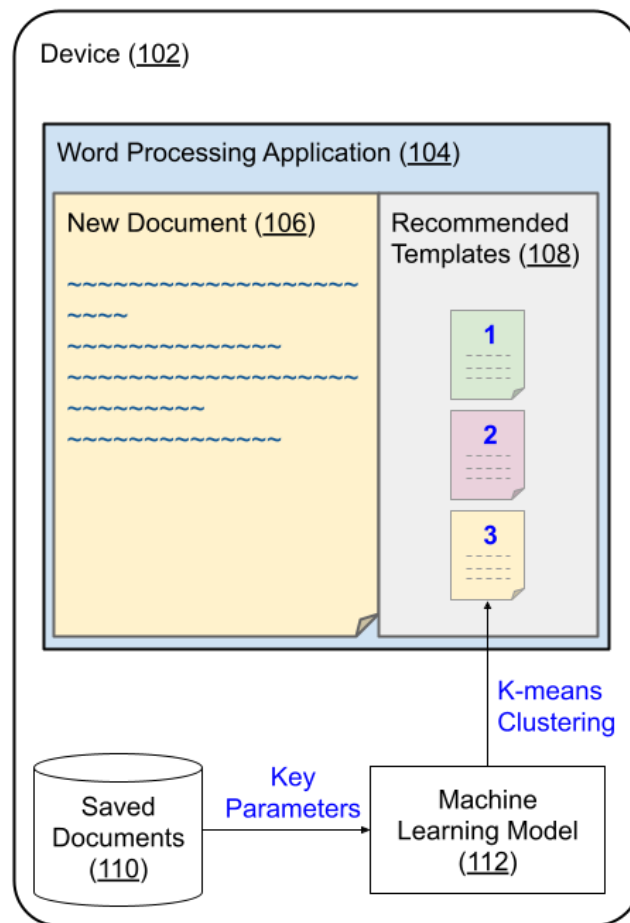 Device (102)
Word Processing Application (104)
New Document (106)
~~~~~~~~~~~~~~~~~~~
~~~~
~~~~~~~~~~~~~~
~~~~~~~~~~~~~~~~~~~
~~~~~~~~~
~~~~~~~~~~~~~~
Recommended
Templates (108)
1
2
3
K-means
Clustering
Saved
Documents
(110)
Key
Parameters
Machine
Learning Model
(112)